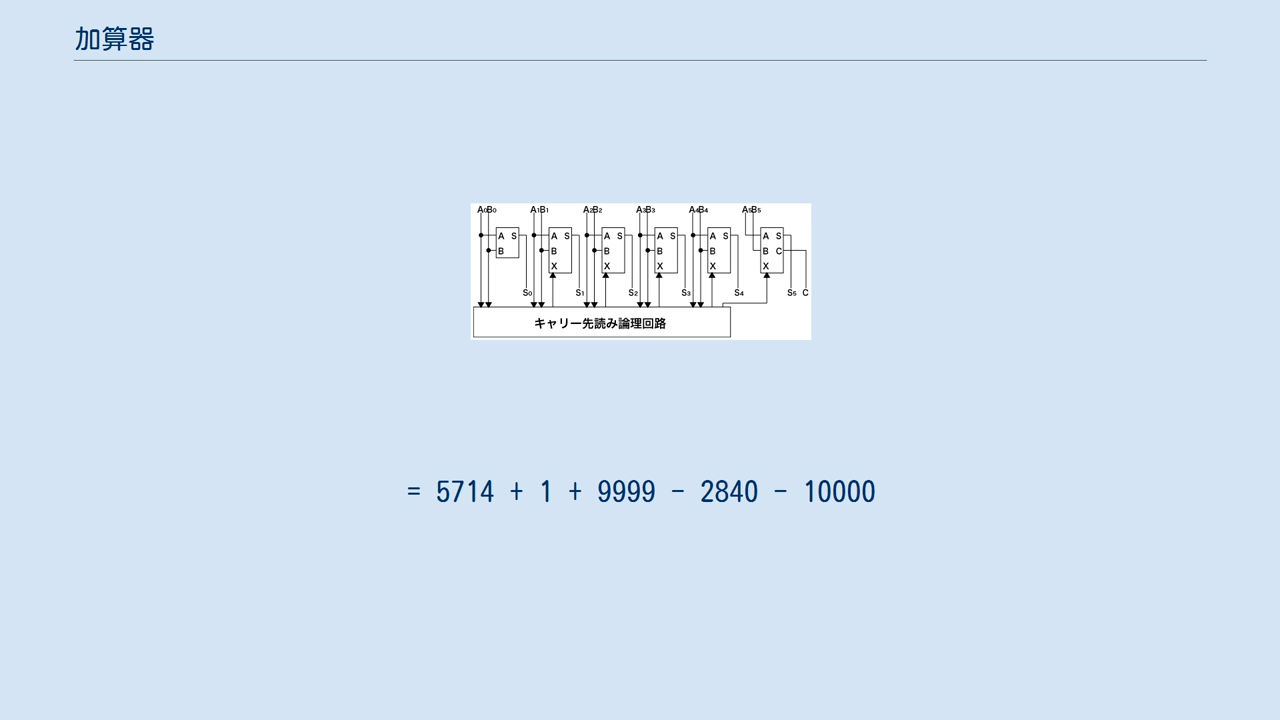 加算器
A₀B₀ A₁B₁ A₂B₂ A₃B₃ A₄B₄ A₅B₅
A S A S A S A S A S A S
B B B B B B C
X X X X X
S₀ S₁ S₂ S₃ S₄ S₅ C
キャリー先読み論理回路
= 5714 + 1 + 9999 - 2840 - 10000